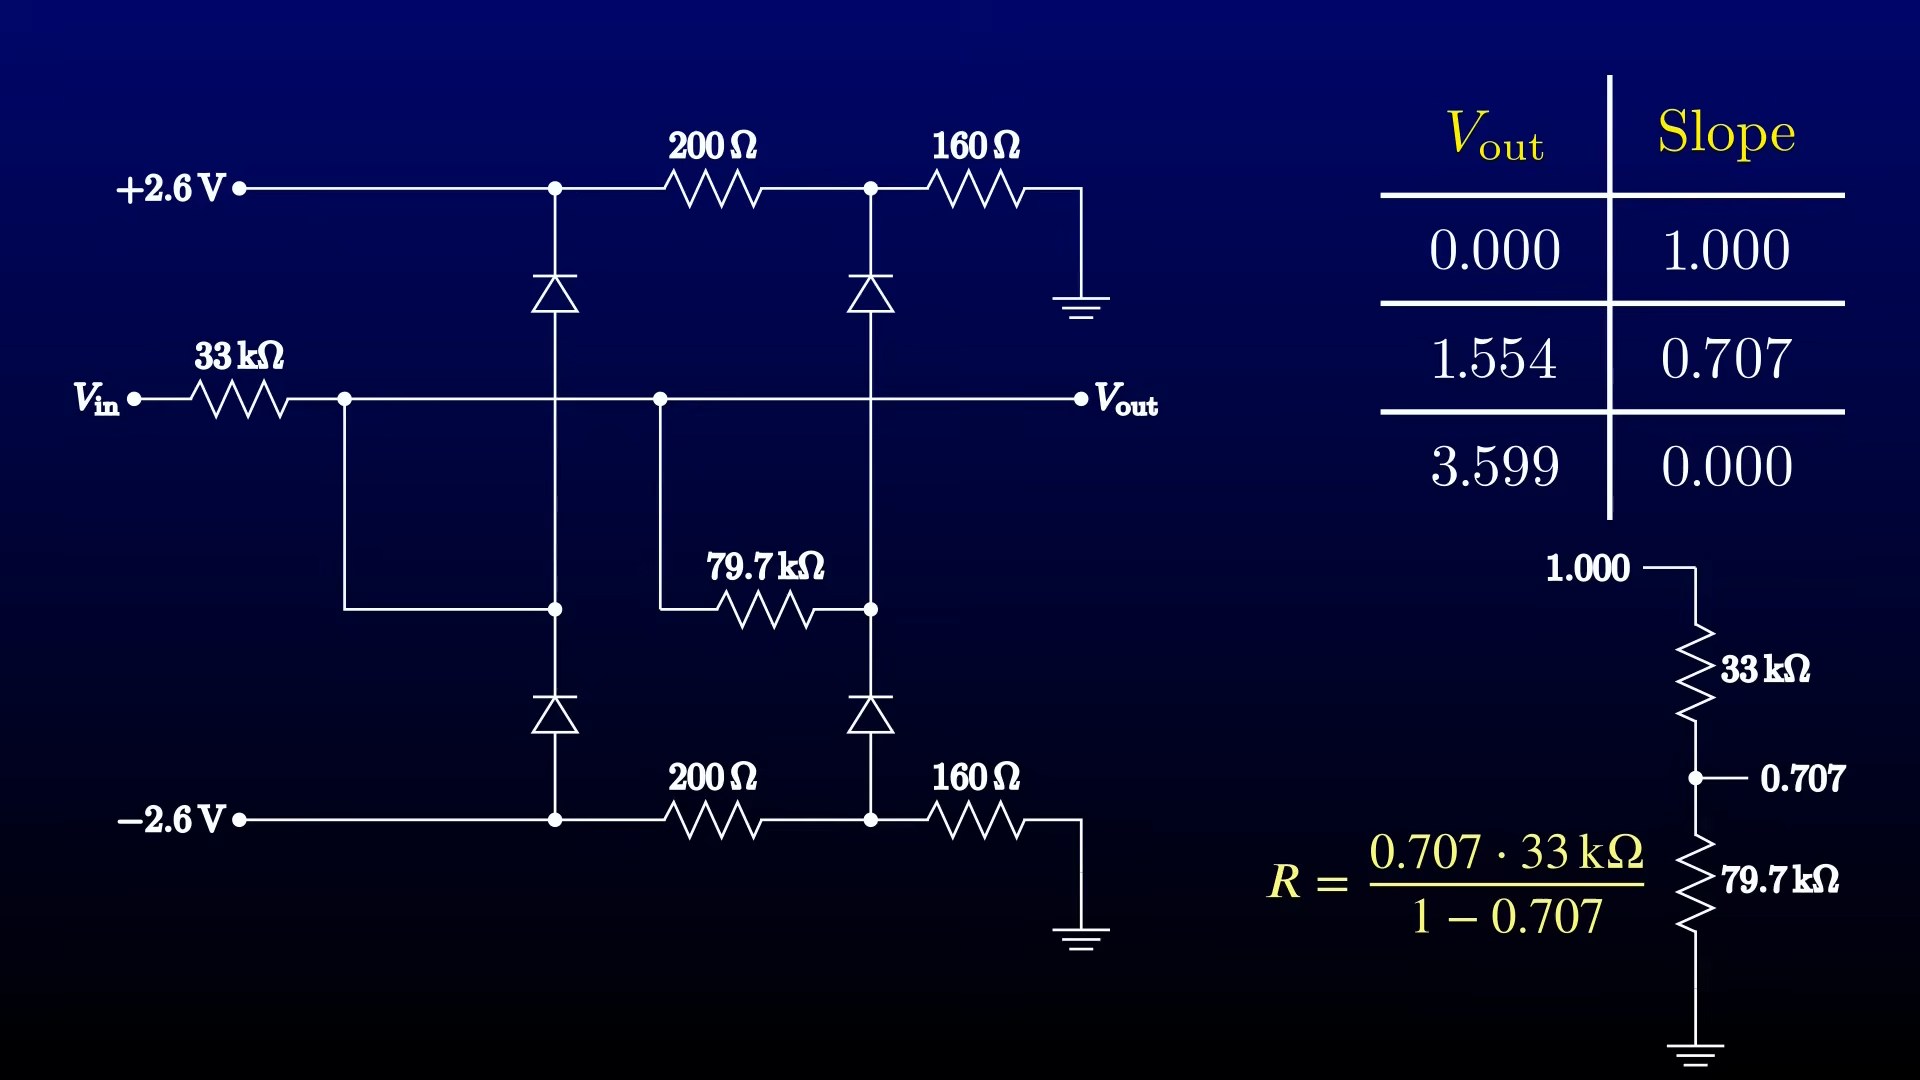 200 Ω
160 Ω
+2.6 V
33 kΩ
V_in
V_out
79.7 kΩ
200 Ω
160 Ω
−2.6 V
V_out Slope
0.000 1.000
1.554 0.707
3.599 0.000
1.000
33 kΩ
0.707
79.7 kΩ
R = \frac{0.707 · 33 kΩ}{1 − 0.707}